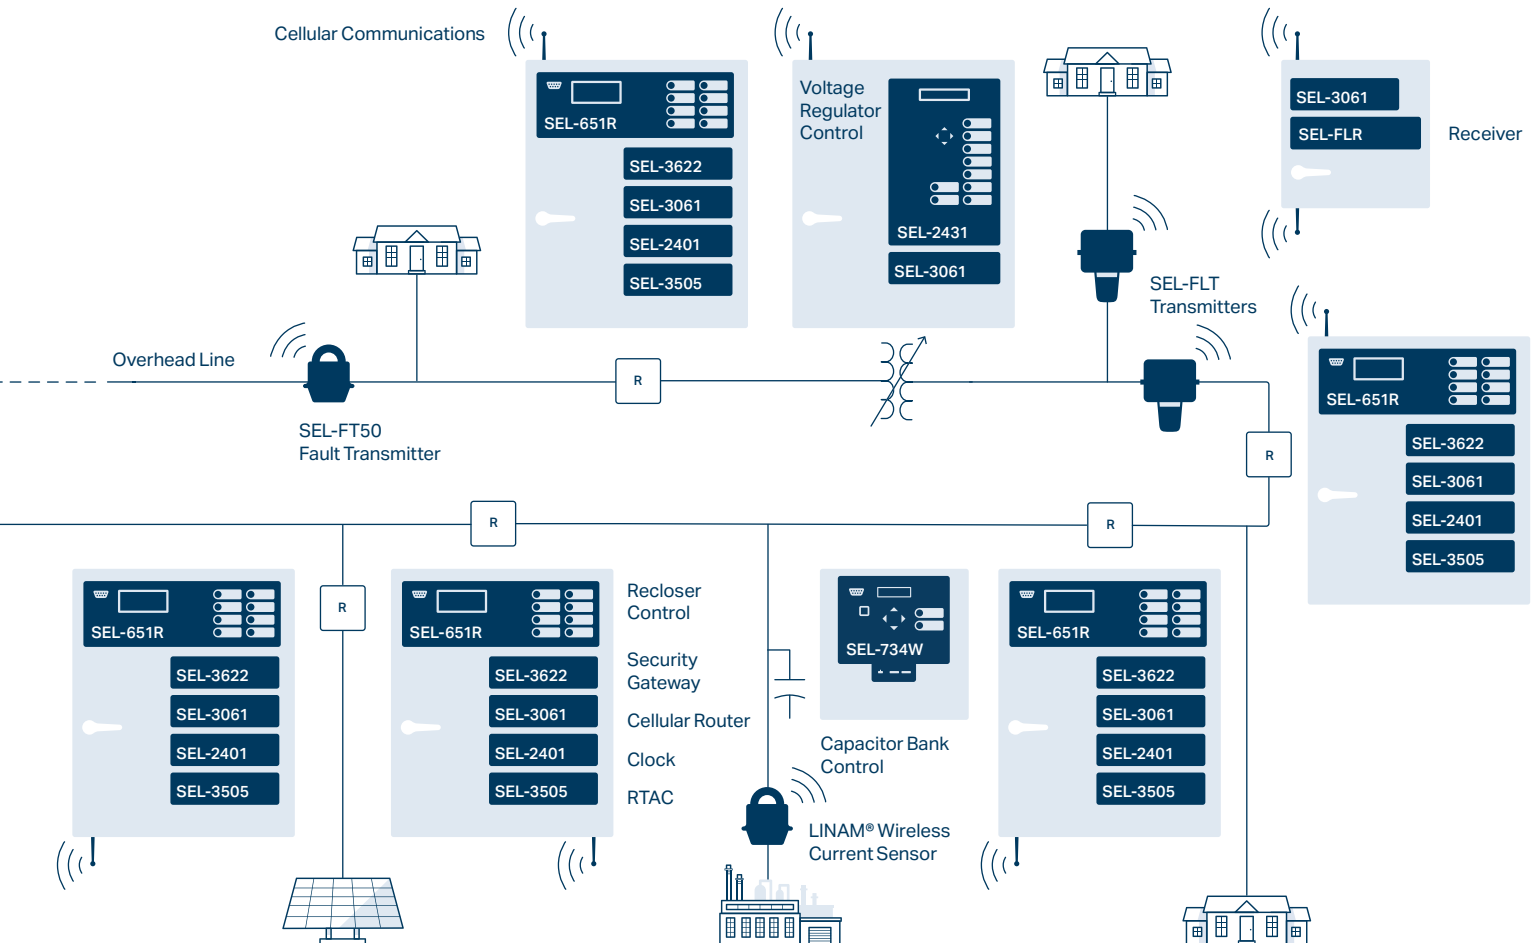 Cellular Communications
SEL-651R
SEL-3622
SEL-3061
SEL-2401
SEL-3505
Voltage
Regulator
Control
SEL-2431
SEL-3061
SEL-3061
SEL-FLR
Receiver
SEL-FLT
Transmitters
Overhead Line
SEL-FT50
Fault Transmitter
R
R
SEL-651R
SEL-3622
SEL-3061
SEL-2401
SEL-3505
R
R
R
SEL-651R
SEL-3622
SEL-3061
SEL-2401
SEL-3505
SEL-651R
SEL-3622
SEL-3061
SEL-2401
SEL-3505
Recloser
Control
Security
Gateway
Cellular Router
Clock
RTAC
SEL-734W
Capacitor Bank
Control
LINAM® Wireless
Current Sensor
SEL-651R
SEL-3622
SEL-3061
SEL-2401
SEL-3505